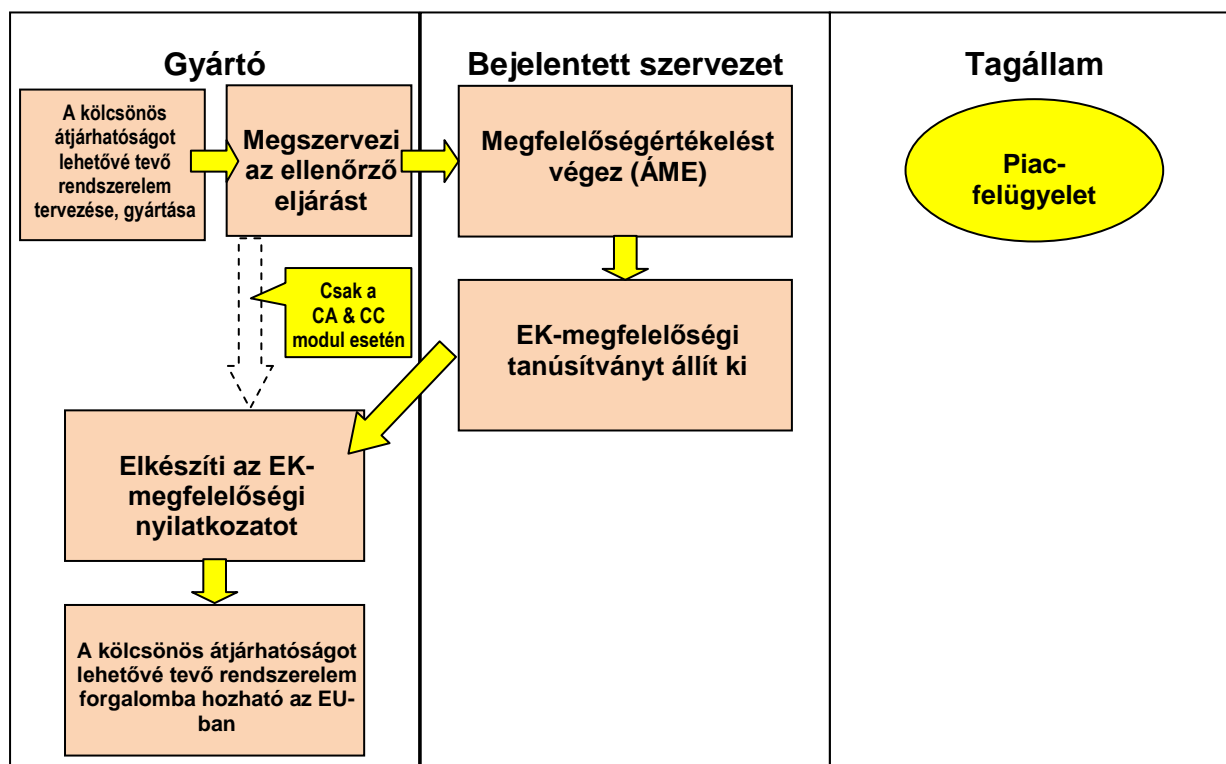 Gyártó
Bejelentett szervezet
Tagállam
A kölcsönös
átjárhatóságot
lehetővé tevő
rendszerelem
tervezése, gyártása
Megszervezi
az ellenőrző
eljárást
Megfelelőségértékelést
végez (ÁME)
Piac-
felügyelet
Csak a
CA & CC
modul esetén
EK-megfelelőségi
tanúsítványt állít ki
Elkészíti az EK-
megfelelőségi
nyilatkozatot
A kölcsönös átjárhatóságot
lehetővé tevő rendszerelem
forgalomba hozható az EU-
ban